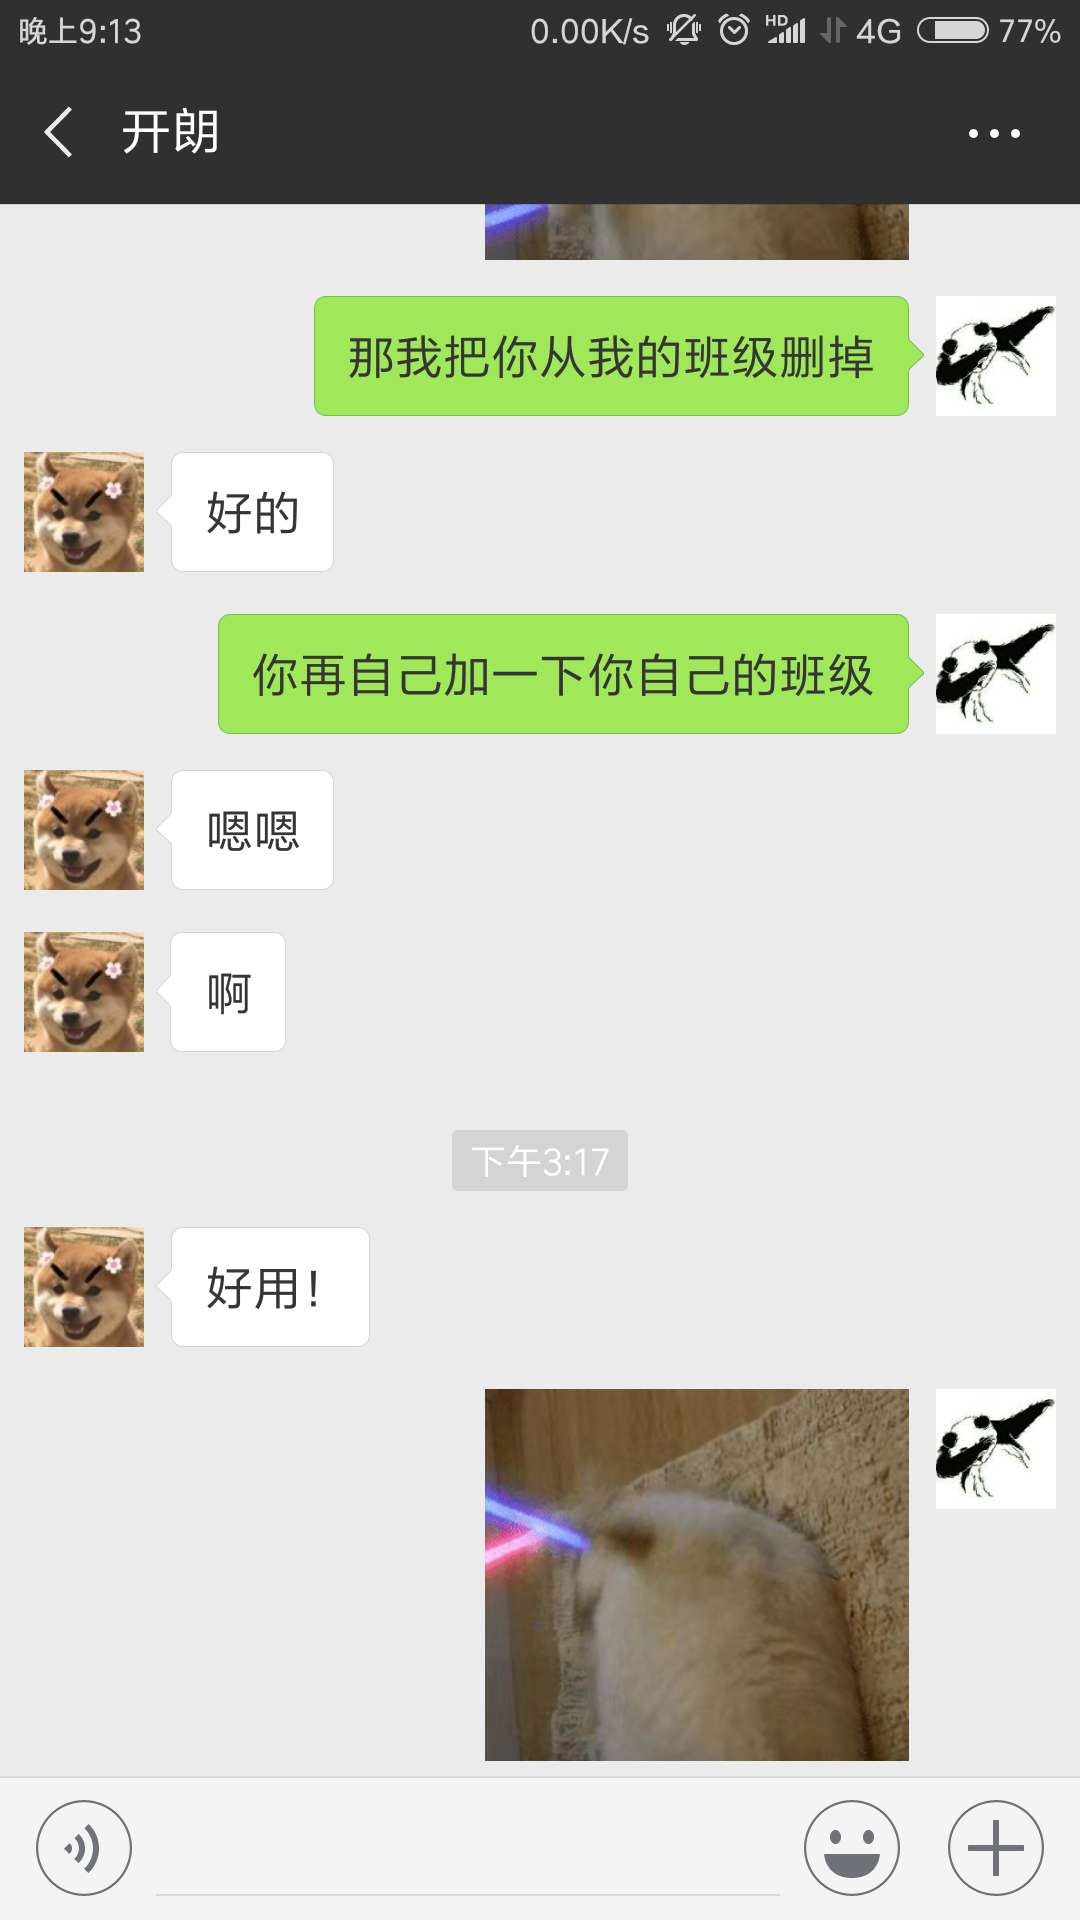 晚上9:13 0.00K/s HD 4G 77%
开朗
那我把你从我的班级删掉
好的
你再自己加一下你自己的班级
嗯嗯
啊
下午3:17
好用！